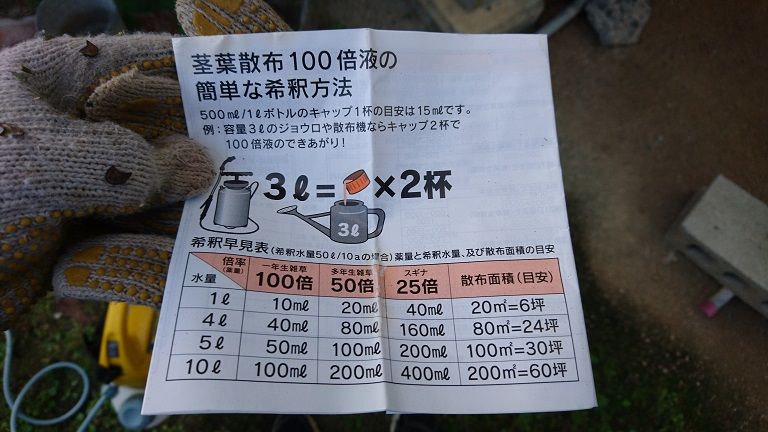 茎葉散布100倍液の
簡単な希釈方法
500㎖/1ℓボトルのキャップ1杯の目安は15㎖です。
例：容量3ℓのジョウロや散布機ならキャップ2杯で
100倍液のできあがり！
3ℓ=×2杯
3ℓ
希釈早見表(希釈水量50ℓ/10aの場合)薬量と希釈水量、及び散布面積の目安
倍率(薬量) 水量 一年生雑草 100倍 多年生雑草 50倍 スギナ 25倍 散布面積(目安)
1ℓ 10㎖ 20㎖ 40㎖ 20㎡=6坪
4ℓ 40㎖ 80㎖ 160㎖ 80㎡=24坪
5ℓ 50㎖ 100㎖ 200㎖ 100㎡=30坪
10ℓ 100㎖ 200㎖ 400㎖ 200㎡=60坪